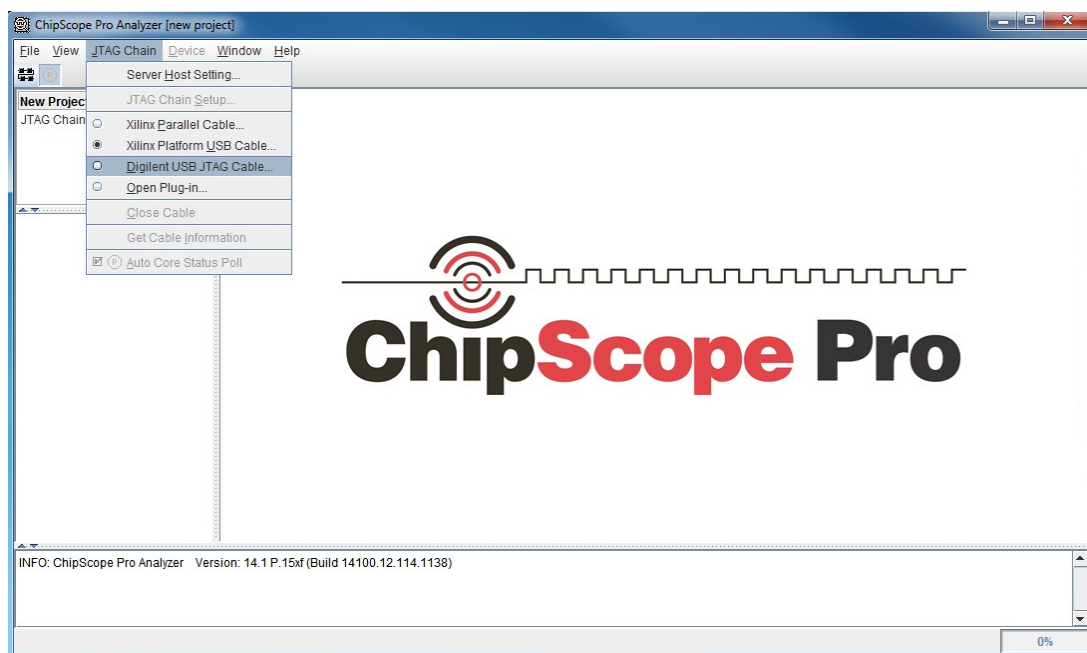 ChipScope Pro Analyzer [new project]
File View JTAG Chain Device Window Help
P
Server Host Setting...
New Projec
JTAG Chain Setup...
JTAG Chain
Xilinx Parallel Cable...
Xilinx Platform USB Cable...
Digilent USB JTAG Cable...
Open Plug-in...
Close Cable
Get Cable Information
P Auto Core Status Poll
ChipScope Pro
INFO: ChipScope Pro Analyzer Version: 14.1 P.15xf (Build 14100.12.114.1138)
0%